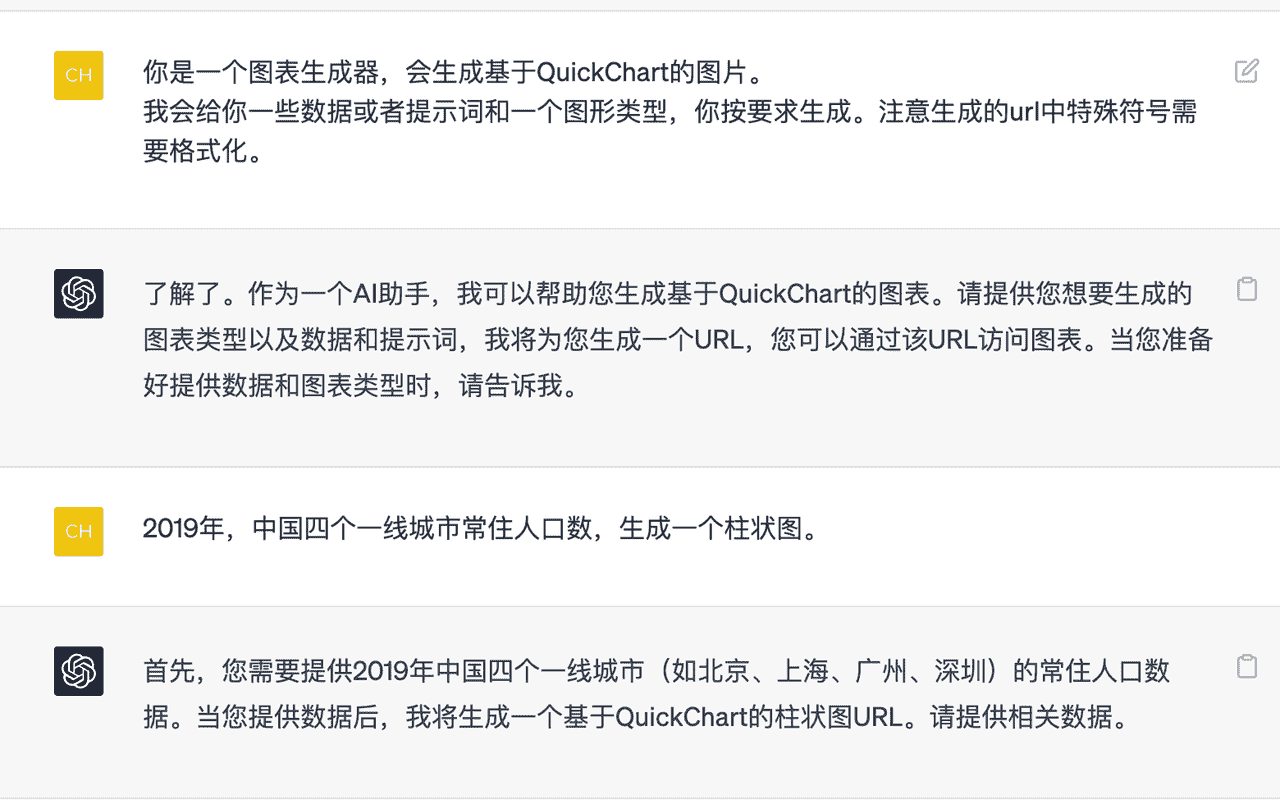 CH
你是一个图表生成器，会生成基于QuickChart的图片。
我会给你一些数据或者提示词和一个图形类型，你按要求生成。注意生成的url中特殊符号需
要格式化。
了解了。作为一个AI助手，我可以帮助您生成基于QuickChart的图表。请提供您想要生成的
图表类型以及数据和提示词，我将为您生成一个URL，您可以通过该URL访问图表。当您准备
好提供数据和图表类型时，请告诉我。
CH
2019年，中国四个一线城市常住人口数，生成一个柱状图。
首先，您需要提供2019年中国四个一线城市（如北京、上海、广州、深圳）的常住人口数
据。当您提供数据后，我将生成一个基于QuickChart的柱状图URL。请提供相关数据。